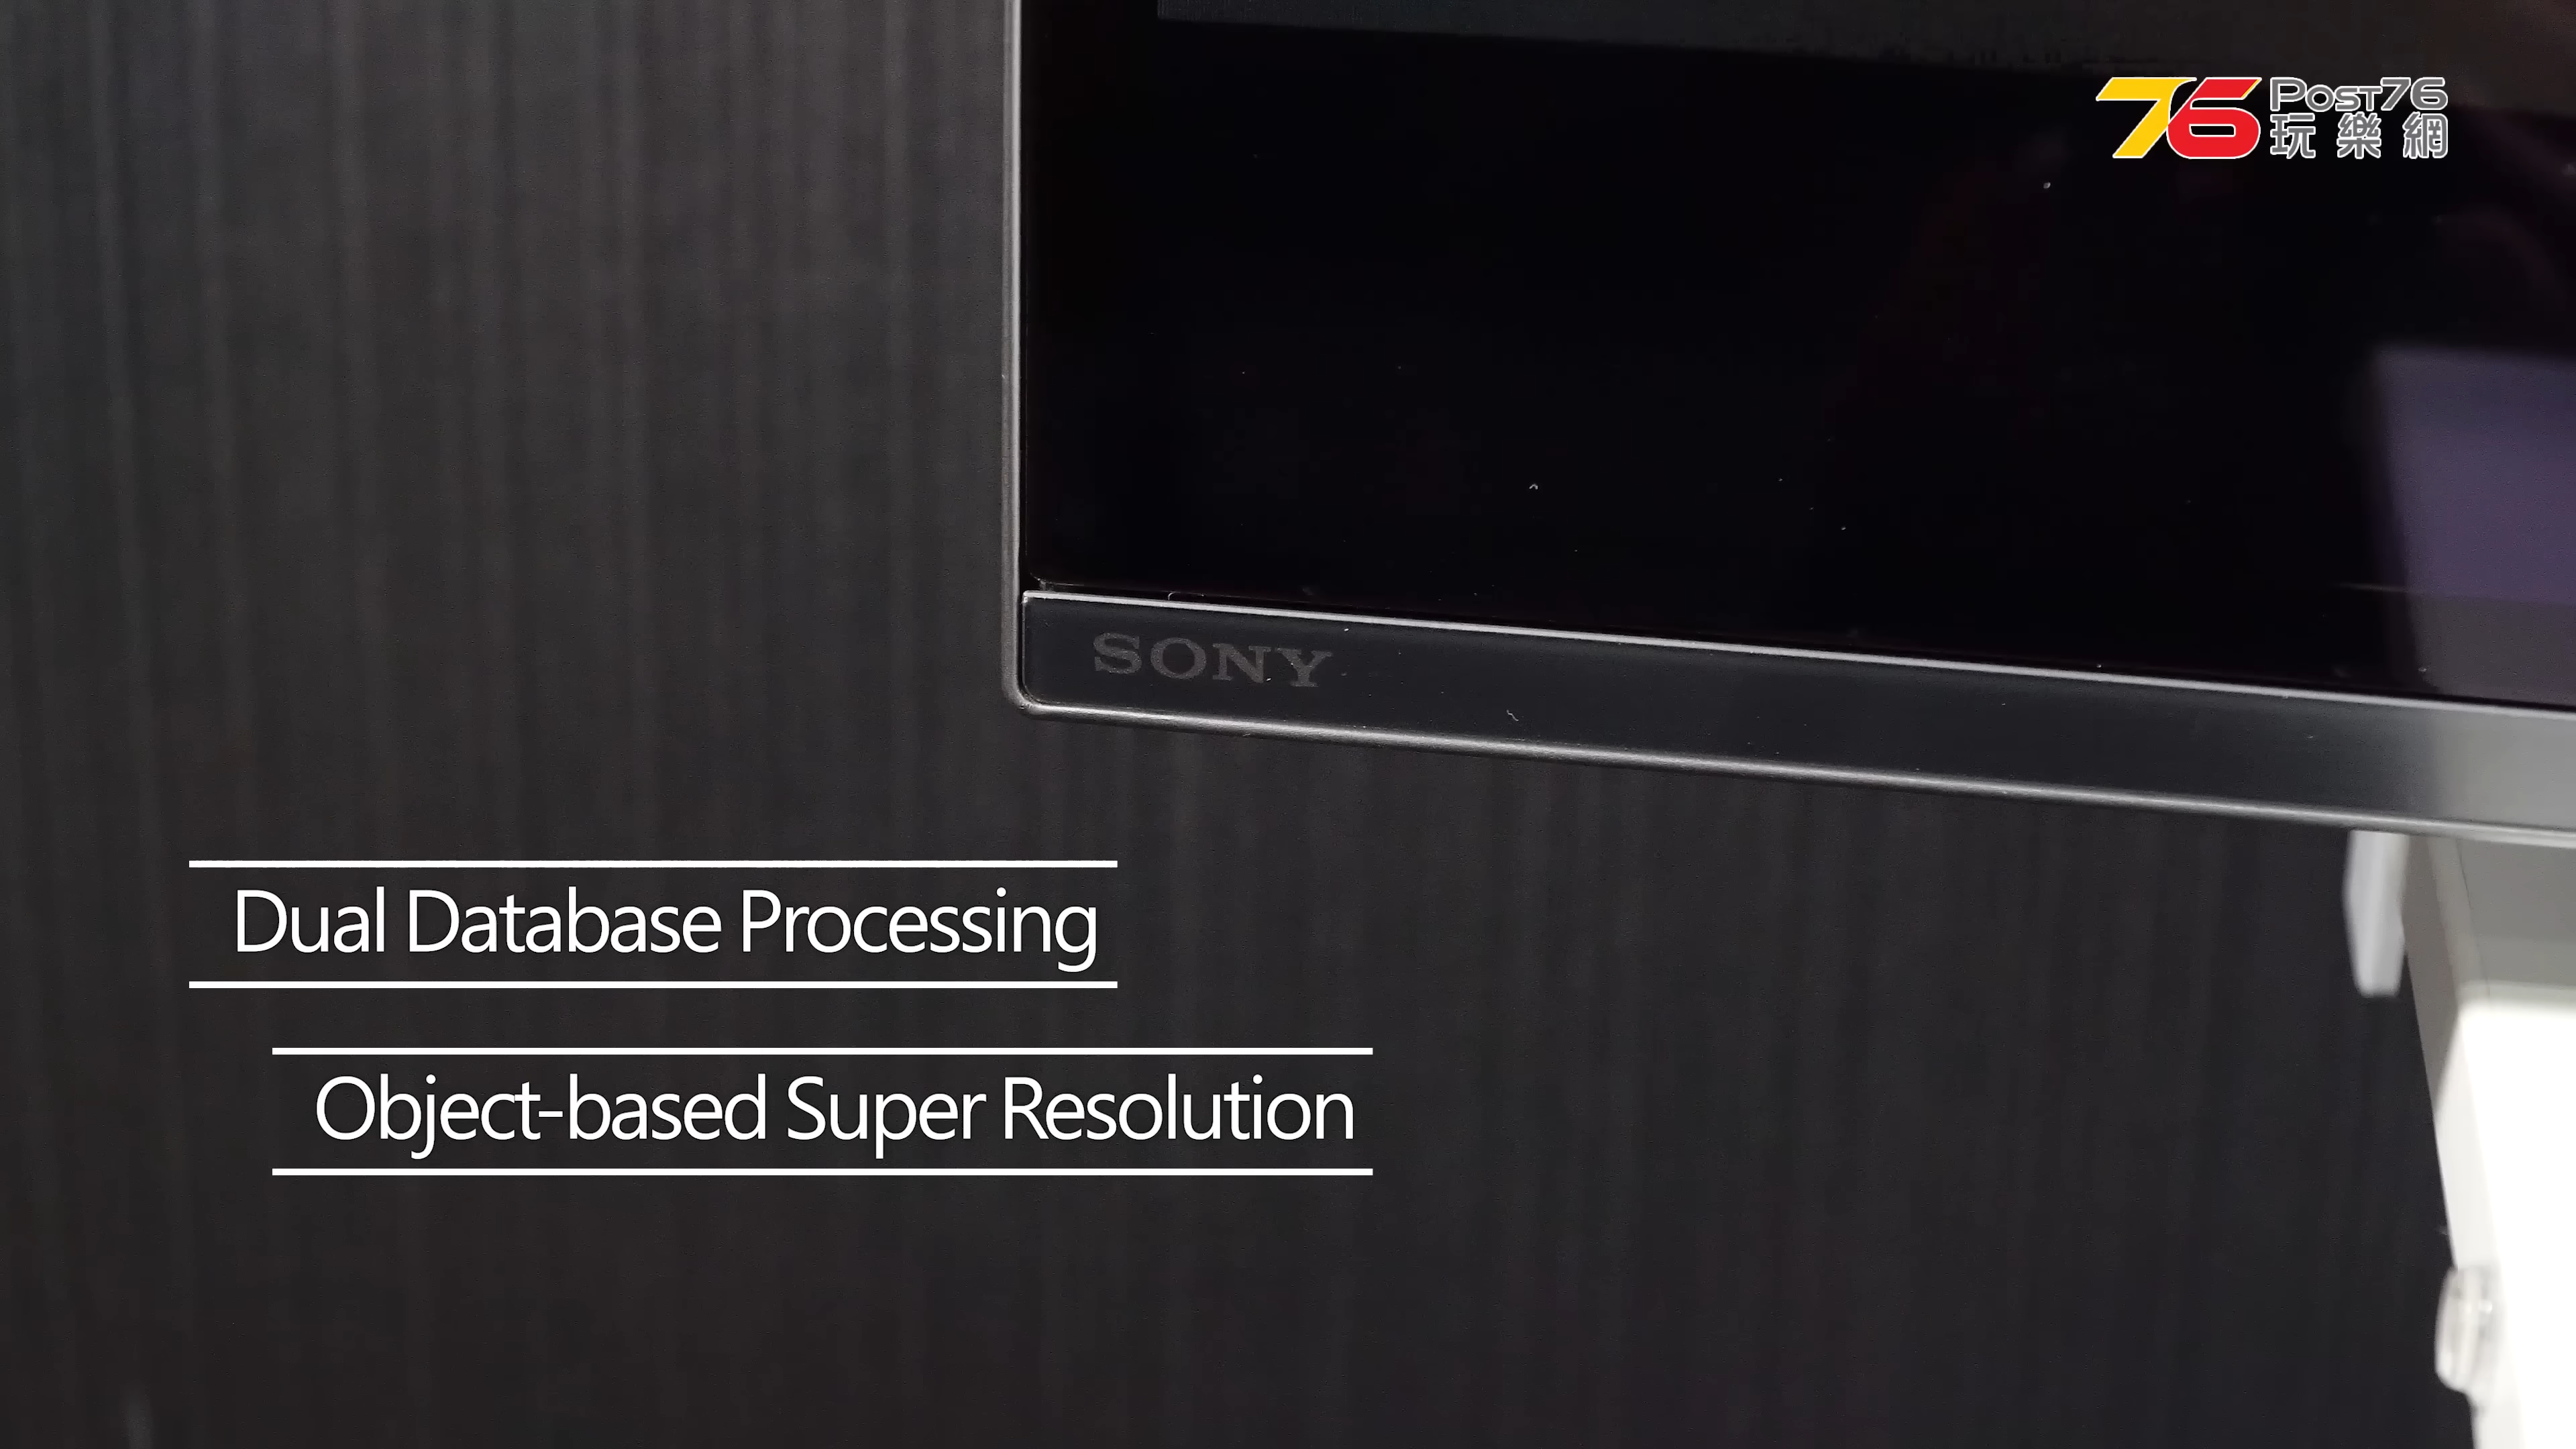 76 Post76
玩樂網
SONY
Dual Database Processing
Object-based Super Resolution